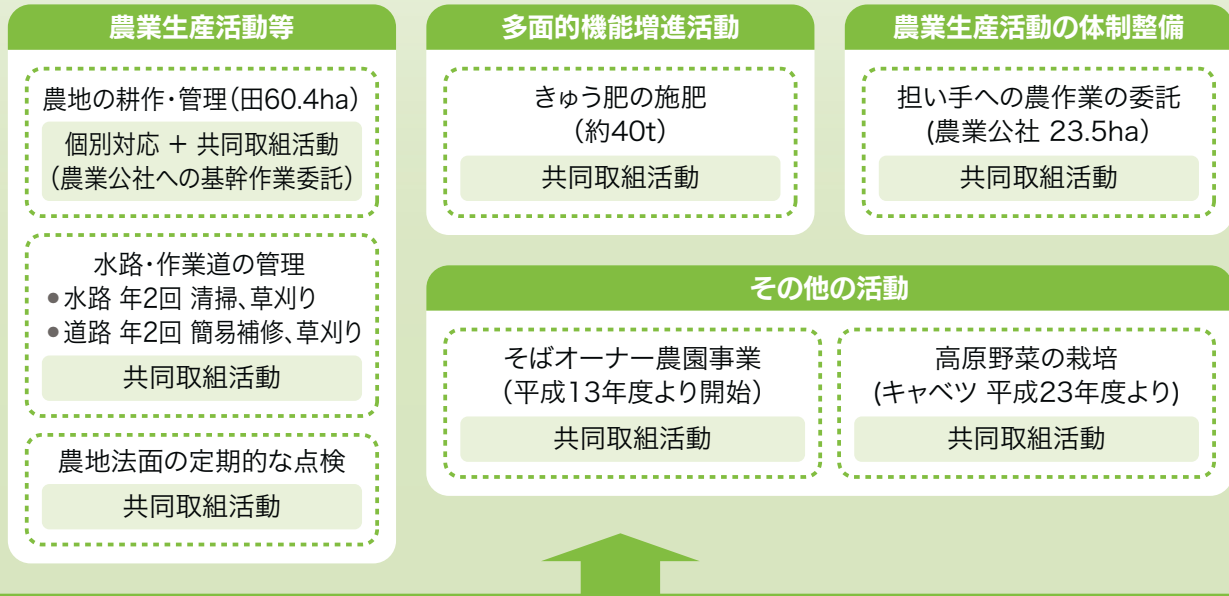 農業生産活動等
農地の耕作・管理（田60.4ha）
個別対応 ＋ 共同取組活動
（農業公社への基幹作業委託）
水路・作業道の管理
●水路 年2回 清掃、草刈り
●道路 年2回 簡易補修、草刈り
共同取組活動
農地法面の定期的な点検
共同取組活動
多面的機能増進活動
きゅう肥の施肥
（約40t）
共同取組活動
農業生産活動の体制整備
担い手への農作業の委託
(農業公社 23.5ha）
共同取組活動
その他の活動
そばオーナー農園事業
（平成13年度より開始）
共同取組活動
高原野菜の栽培
(キャベツ 平成23年度より)
共同取組活動